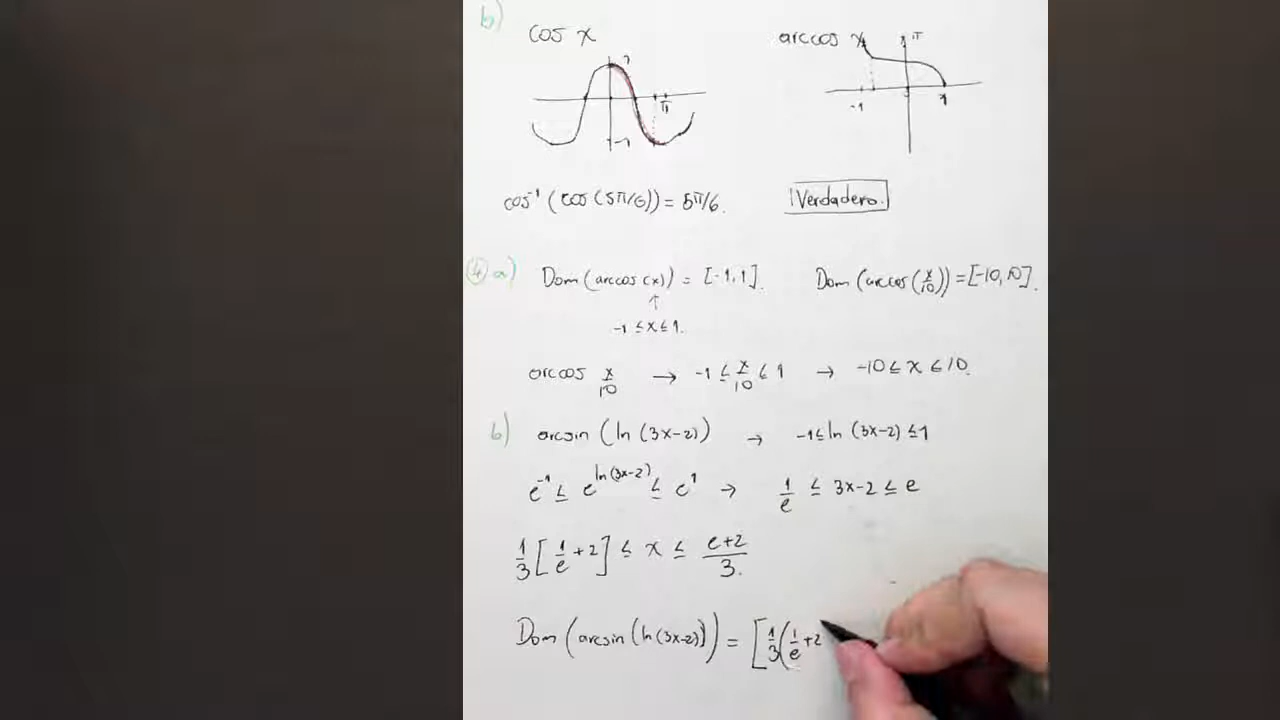 b)
cos x
arccos x
1
π
-1
π
-1
1
cos⁻¹(cos(5π/6)) = 5π/6.
¡Verdadero.
④ a) Dom(arccos(x)) = [-1,1]. Dom(arccos(x/10)) = [-10,10].
↑
-1 ≤ x ≤ 1.
arccos x/10 → -1 ≤ x/10 ≤ 1 → -10 ≤ x ≤ 10.
b) arcsin(ln(3x-2)) → -1 ≤ ln(3x-2) ≤ 1
e⁻¹ ≤ e^ln(3x-2) ≤ e¹ → 1/e ≤ 3x-2 ≤ e
1/3[1/e+2] ≤ x ≤ e+2/3.
Dom(arcsin(ln(3x-2))) = [1/3(1/e+2